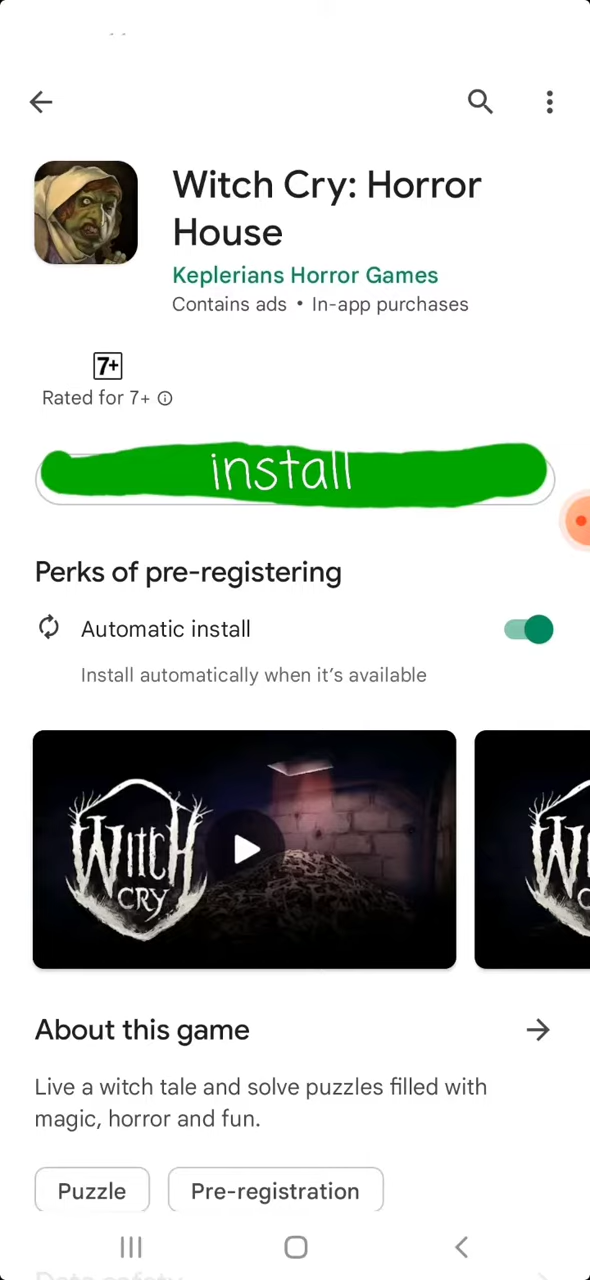 Witch Cry: Horror
House
Keplerians Horror Games
Contains ads • In-app purchases
7+
Rated for 7+
install
Perks of pre-registering
Automatic install
Install automatically when it's available
WITCH
CRY
About this game
Live a witch tale and solve puzzles filled with
magic, horror and fun.
Puzzle
Pre-registration
Data safety